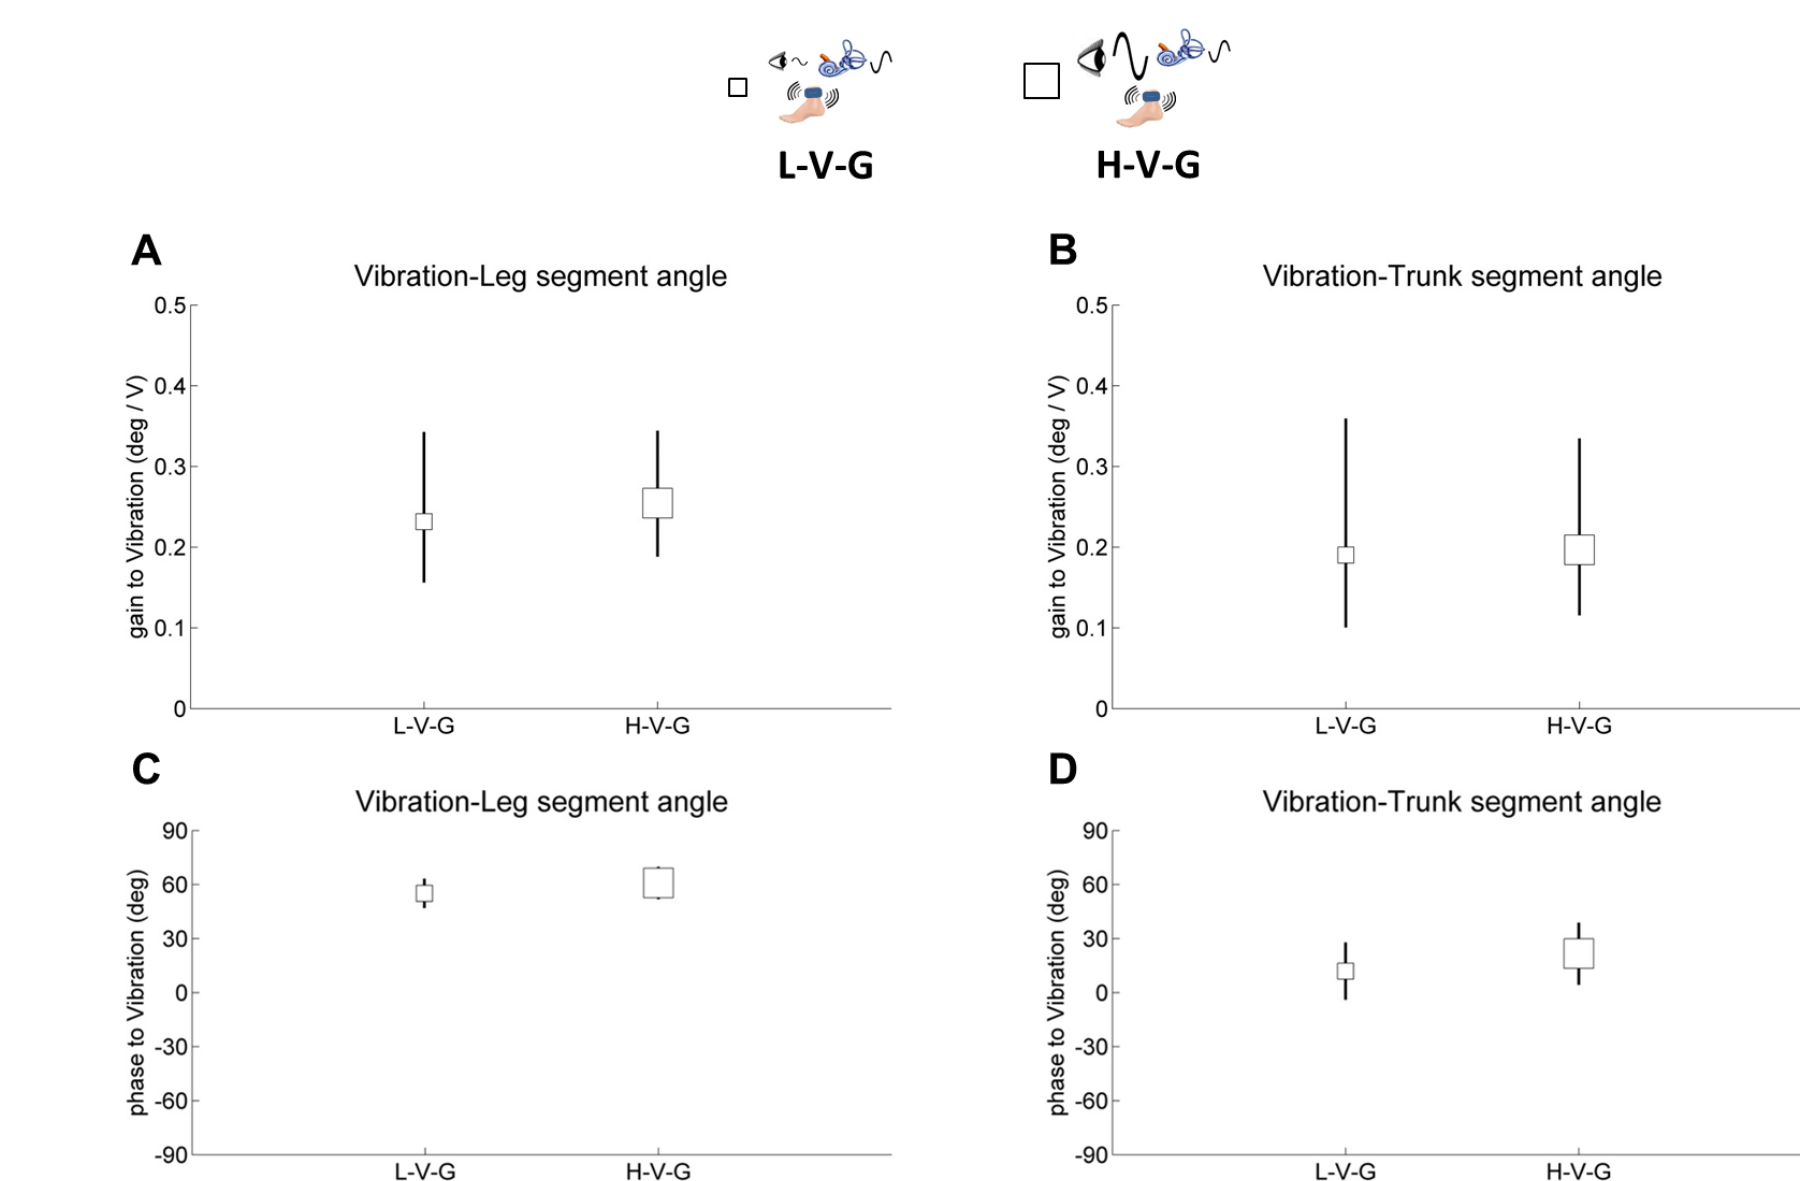 L-V-G
H-V-G
A
Vibration-Leg segment angle
gain to Vibration (deg / V)
0.5
0.4
0.3
0.2
0.1
0
L-V-G
H-V-G
B
Vibration-Trunk segment angle
gain to Vibration (deg / V)
0.5
0.4
0.3
0.2
0.1
0
L-V-G
H-V-G
C
Vibration-Leg segment angle
phase to Vibration (deg)
90
60
30
0
-30
-60
-90
L-V-G
H-V-G
D
Vibration-Trunk segment angle
phase to Vibration (deg)
90
60
30
0
-30
-60
-90
L-V-G
H-V-G